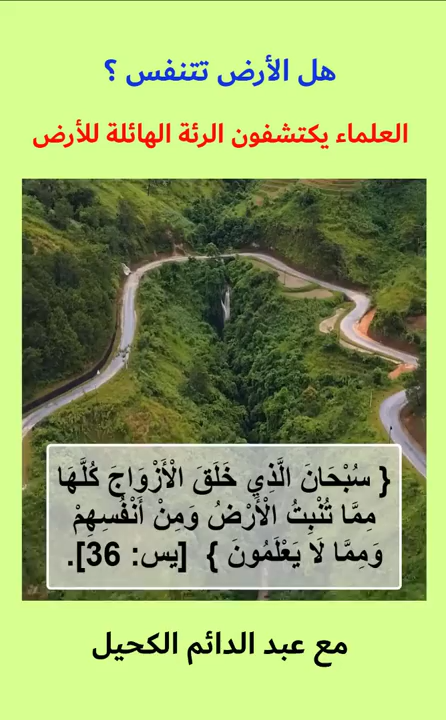 هل الأرض تتنفس ؟
العلماء يكتشفون الرئة الهائلة للأرض
{ سُبْحَانَ الَّذِي خَلَقَ الْأَزْوَاجَ كُلَّهَا
مِمَّا تُنْبِتُ الْأَرْضُ وَمِنْ أَنْفُسِهِمْ
وَمِمَّا لَا يَعْلَمُونَ } [يس: 36].
مع عبد الدائم الكحيل